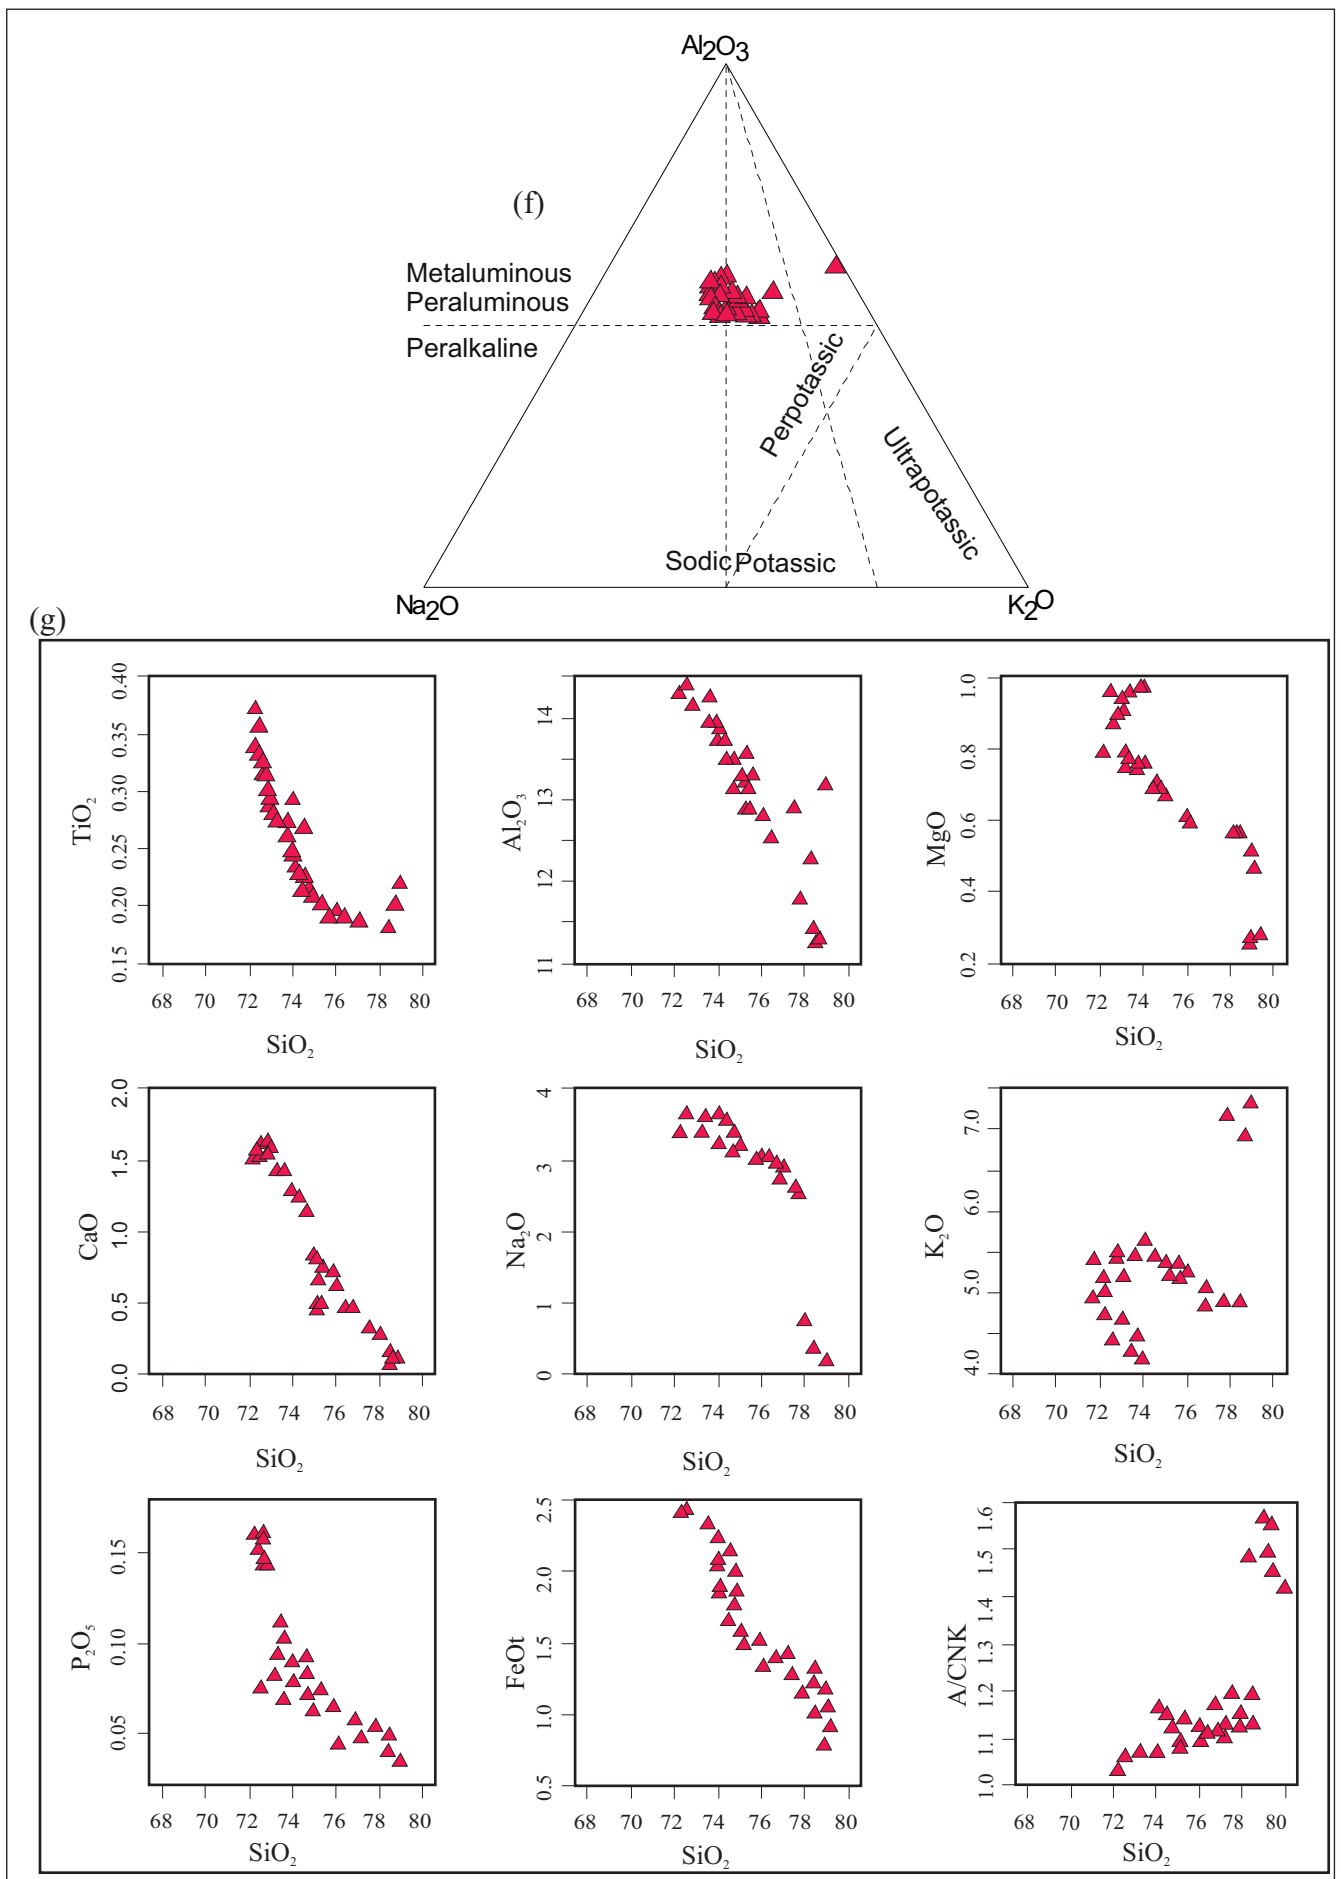 Al2O3
(f)
Metaluminous
Peraluminous
Peralkaline
Perpotassic
Ultrapotassic
Sodic Potassic
Na2O K2O
(g)
0.40
0.35
0.30
0.25
0.20
0.15
TiO2
68 70 72 74 76 78 80
SiO2
14
13
12
11
Al2O3
68 70 72 74 76 78 80
SiO2
1.0
0.8
0.6
0.4
0.2
MgO
68 70 72 74 76 78 80
SiO2
2.0
1.5
1.0
0.5
0.0
CaO
68 70 72 74 76 78 80
SiO2
4
3
2
1
0
Na2O
68 70 72 74 76 78 80
SiO2
7.0
6.0
5.0
4.0
K2O
68 70 72 74 76 78 80
SiO2
0.15
0.10
0.05
P2O5
68 70 72 74 76 78 80
SiO2
2.5
2.0
1.5
1.0
0.5
FeOt
68 70 72 74 76 78 80
SiO2
1.6
1.5
1.4
1.3
1.2
1.1
1.0
A/CNK
68 70 72 74 76 78 80
SiO2